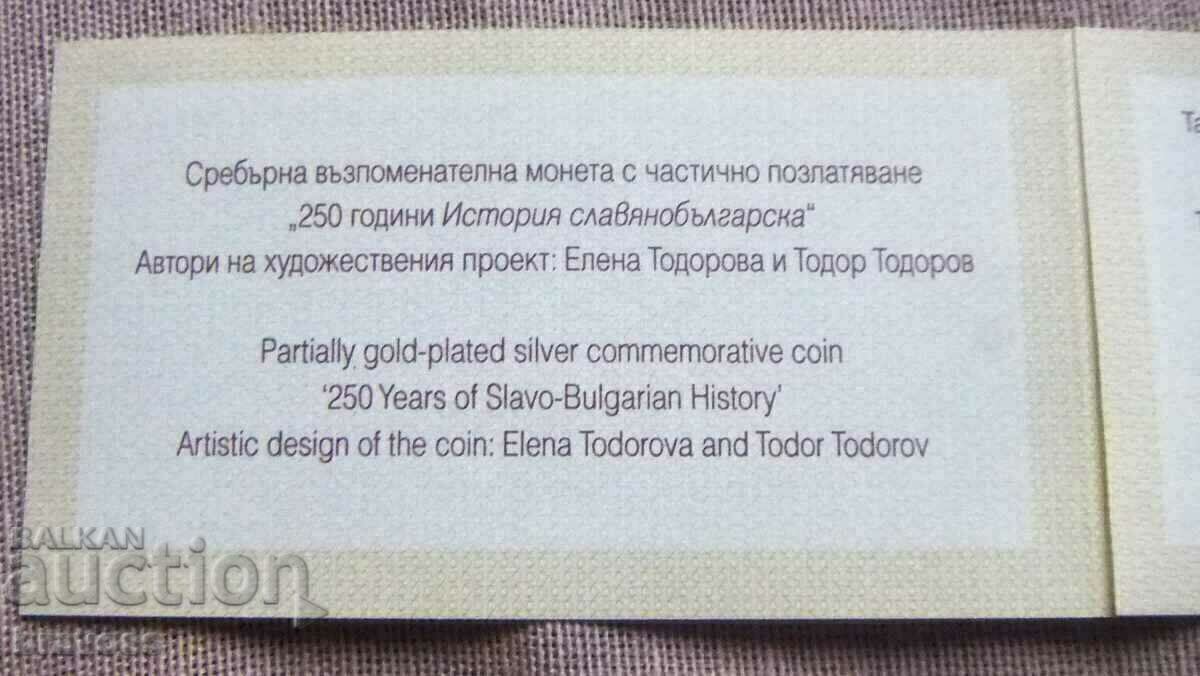 Сребърна възпоменателна монета с частично позлатяване
„250 години История славянобългарска“
Автори на художествения проект: Елена Тодорова и Тодор Тодоров
Partially gold-plated silver commemorative coin
‘250 Years of Slavo-Bulgarian History’
Artistic design of the coin: Elena Todorova and Todor Todorov
Та
BALKAN
auction